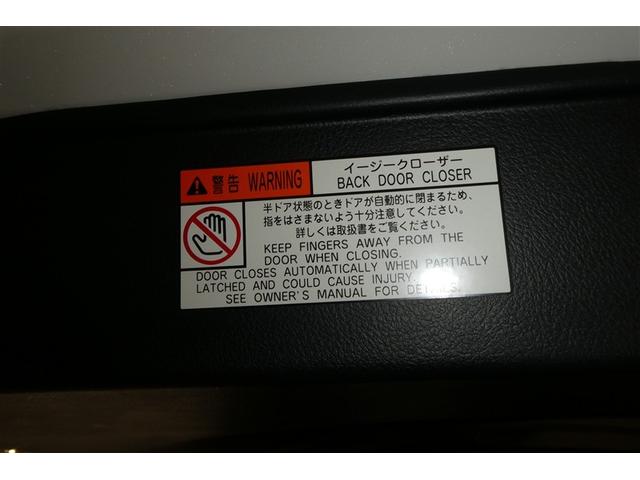 警告 WARNING
イージークローザー
BACK DOOR CLOSER
半ドア状態のときドアが自動的に閉まるため、
指をはさまないよう十分注意してください。
詳しくは取扱書をご覧ください。
KEEP FINGERS AWAY FROM THE
DOOR WHEN CLOSING.
DOOR CLOSES AUTOMATICALLY WHEN PARTIALLY
LATCHED AND COULD CAUSE INJURY.
SEE OWNER'S MANUAL FOR DETAILS.